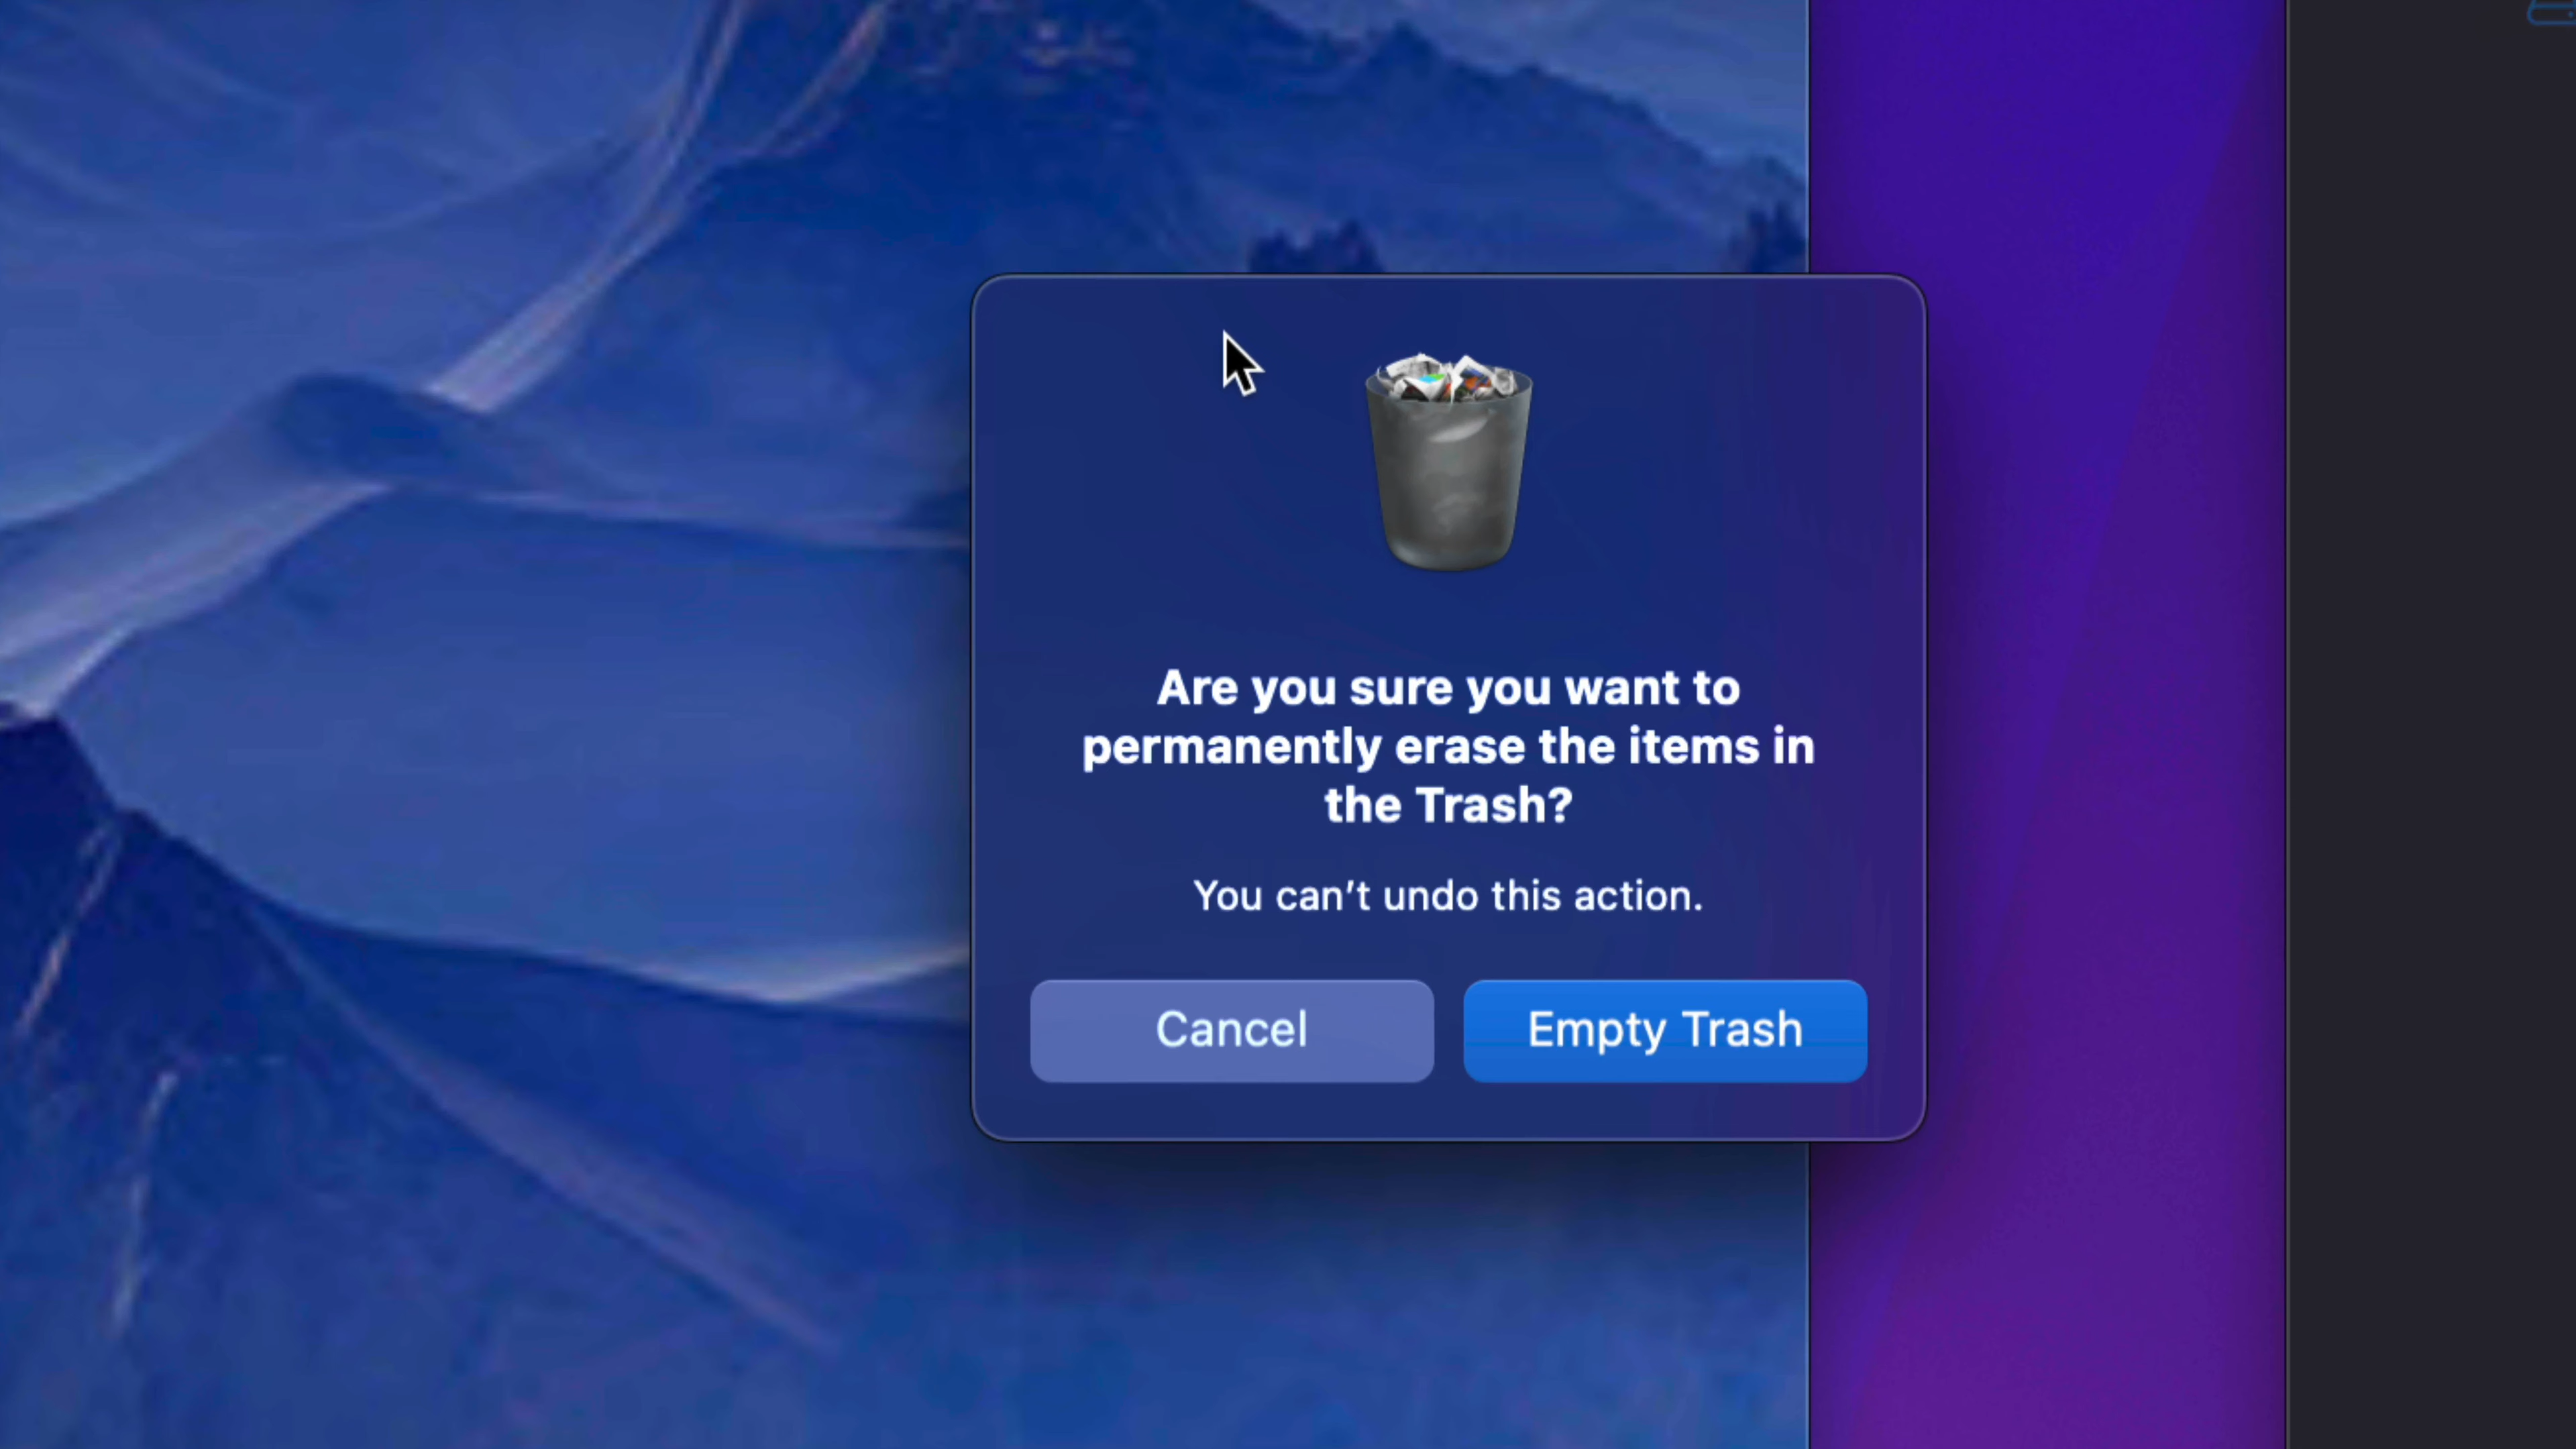 Are you sure you want to
permanently erase the items in
the Trash?
You can’t undo this action.
Cancel
Empty Trash